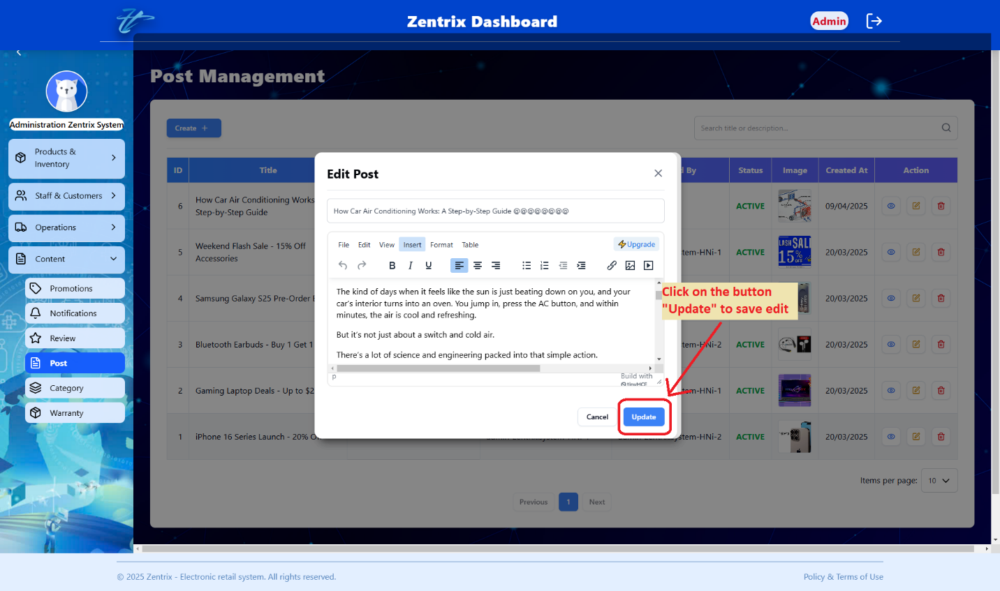 Zentrix Dashboard
Admin
Administration Zentrix System
Products &
Inventory
Staff & Customers
Operations
Content
Promotions
Notifications
Review
Post
Category
Warranty
Post Management
Create +
Search title or description...
ID Title By Status Image Created At Action
6 How Car Air Conditioning Works
Step-by-Step Guide
ACTIVE 09/04/2025
5 Weekend Flash Sale - 15% Off
Accessories
stem-HNi-1 ACTIVE 20/03/2025
4 Samsung Galaxy S25 Pre-Order
ACTIVE 20/03/2025
3 Bluetooth Earbuds - Buy 1 Get 1
tem-HNi-2 ACTIVE 20/03/2025
2 Gaming Laptop Deals - Up to $2
em-HNi-1 ACTIVE 20/03/2025
1 iPhone 16 Series Launch - 20%
stem-HNi-2 ACTIVE 20/03/2025
Edit Post
How Car Air Conditioning Works: A Step-by-Step Guide @@@@@@@@
File Edit View Insert Format Table
Upgrade
B I U
The kind of days when it feels like the sun is just beating down on you, and your
car’s interior turns into an oven. You jump in, press the AC button, and within
minutes, the air is cool and refreshing.
But it’s not just about a switch and cold air.
There’s a lot of science and engineering packed into that simple action.
p
Build with
tinyMCE
Cancel Update
Click on the button
"Update" to save edit
Items per page: 10
Previous 1 Next
© 2025 Zentrix - Electronic retail system. All rights reserved.
Policy & Terms of Use